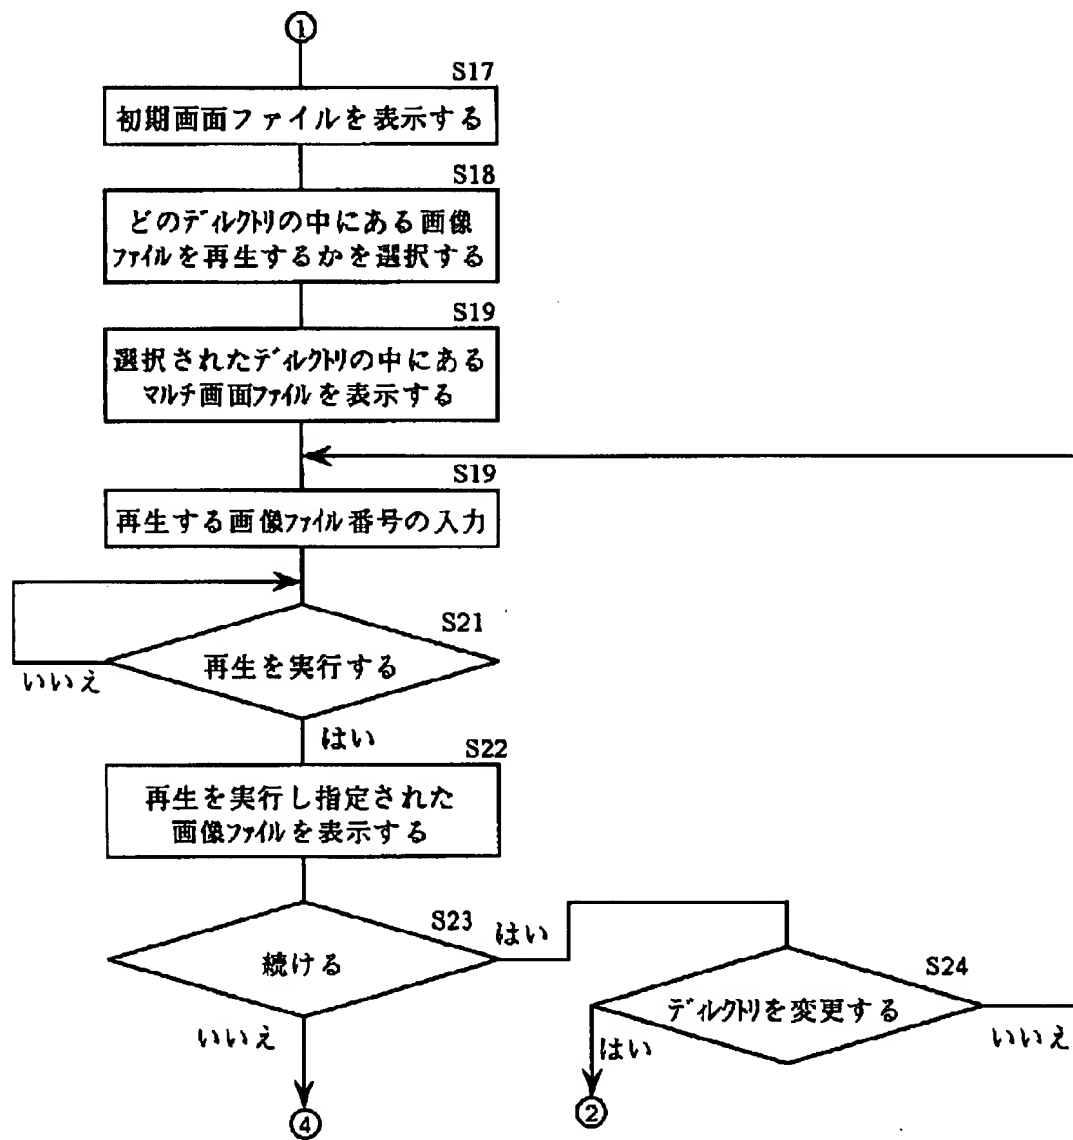 ①
S17
初期画面ファイルを表示する
S18
どのディレクトリの中にある画像
ファイルを再生するかを選択する
S19
選択されたディレクトリの中にある
マルチ画面ファイルを表示する
S19
再生する画像ファイル番号の入力
S21
再生を実行する
いいえ
はい
S22
再生を実行し指定された
画像ファイルを表示する
S23
続ける
はい
いいえ
④
S24
ディレクトリを変更する
はい
いいえ
②